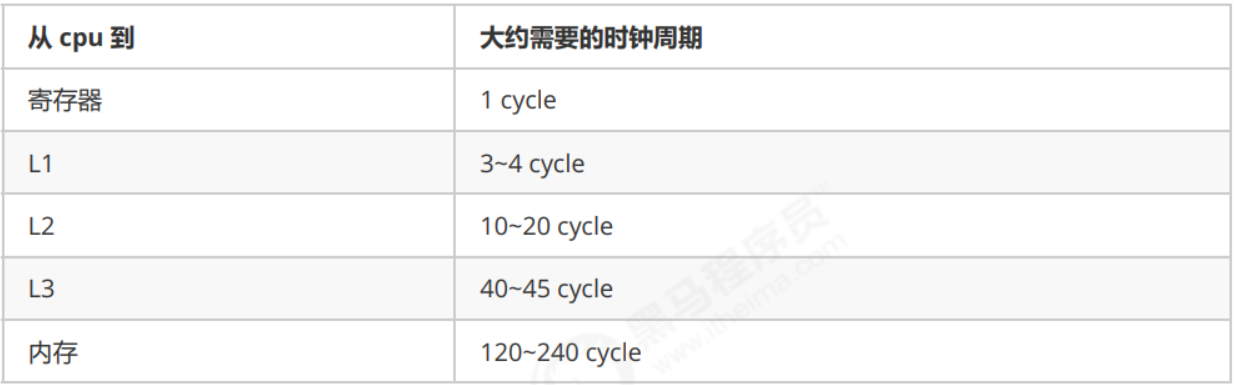 从 cpu 到 大约需要的时钟周期
寄存器 1 cycle
L1 3~4 cycle
L2 10~20 cycle
L3 40~45 cycle
内存 120~240 cycle
黑马程序员
www.itheima.com